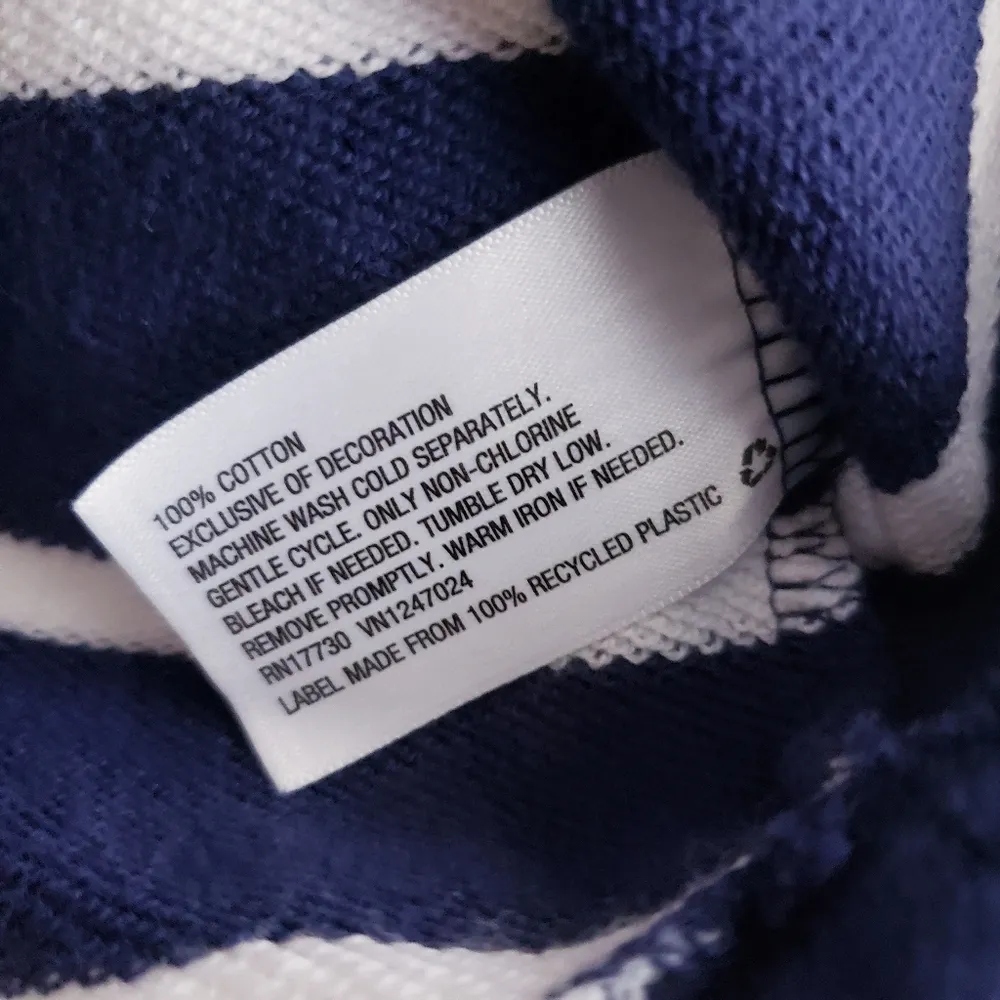 100% COTTON
EXCLUSIVE OF DECORATION
MACHINE WASH COLD SEPARATELY.
GENTLE CYCLE. ONLY NON-CHLORINE
BLEACH IF NEEDED. TUMBLE DRY LOW.
REMOVE PROMPTLY. WARM IRON IF NEEDED.
RN17730 VN1247024
LABEL MADE FROM 100% RECYCLED PLASTIC